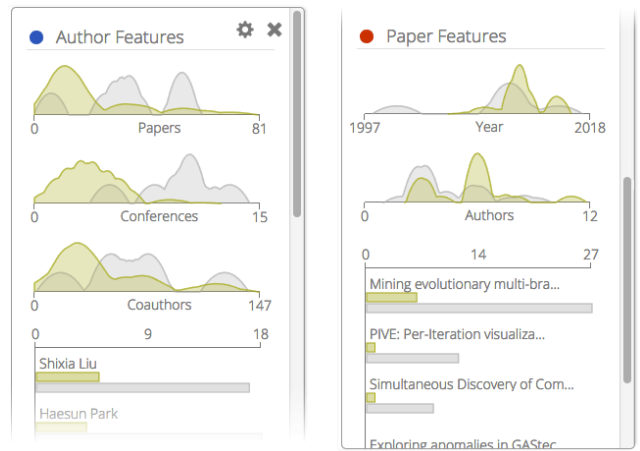 Author Features
0 Papers 81
0 Conferences 15
0 Coauthors 147
0 9 18
Shixia Liu
Haesun Park
Paper Features
1997 Year 2018
0 Authors 12
0 14 27
Mining evolutionary multi-bra...
PIVE: Per-Iteration visualiza...
Simultaneous Discovery of Com...
Exploring anomalies in GAStec